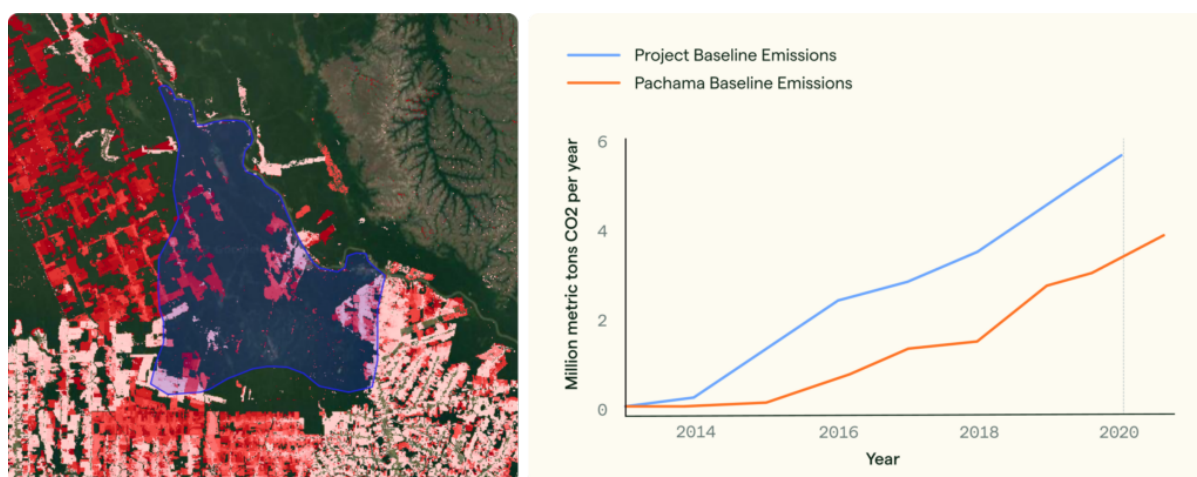 Project Baseline Emissions
Pachama Baseline Emissions
Million metric tons CO2 per year
6
4
2
0
2014 2016 2018 2020
Year